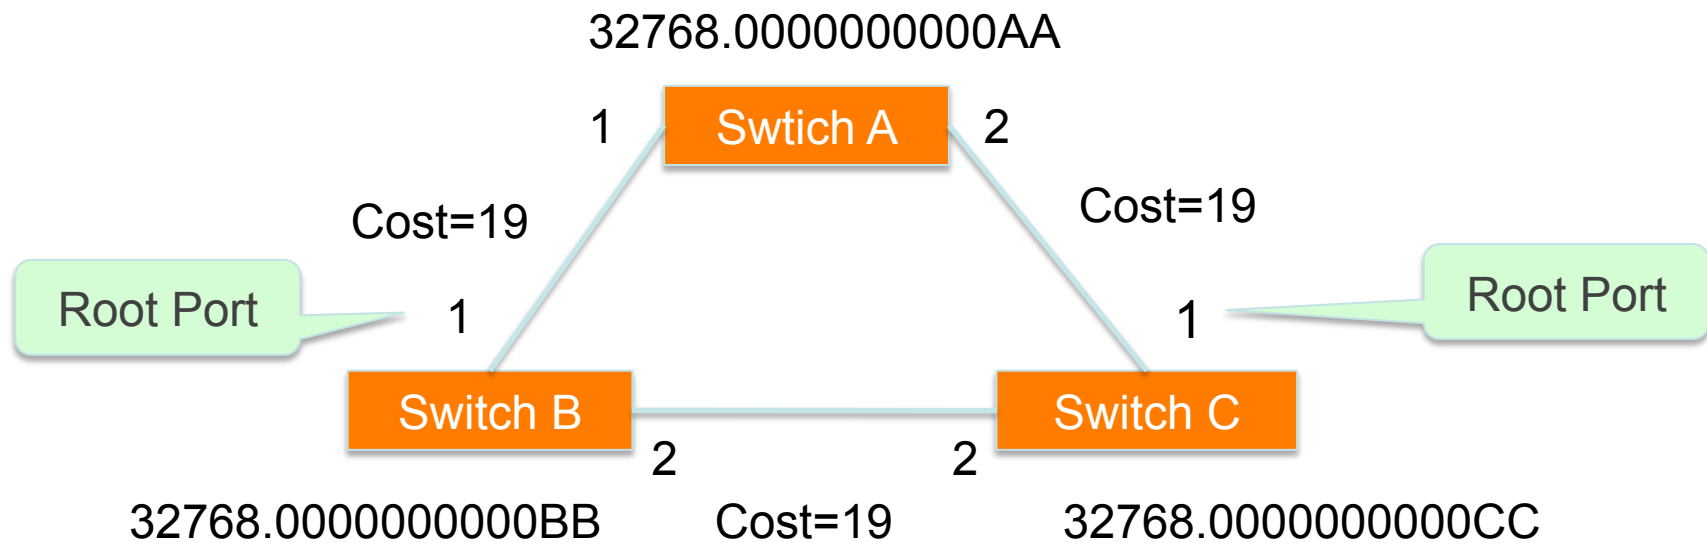 32768.0000000000AA
1
Swtich A
2
Cost=19
Cost=19
Root Port
1
1
Root Port
Switch B
Switch C
2
2
32768.0000000000BB
Cost=19
32768.0000000000CC